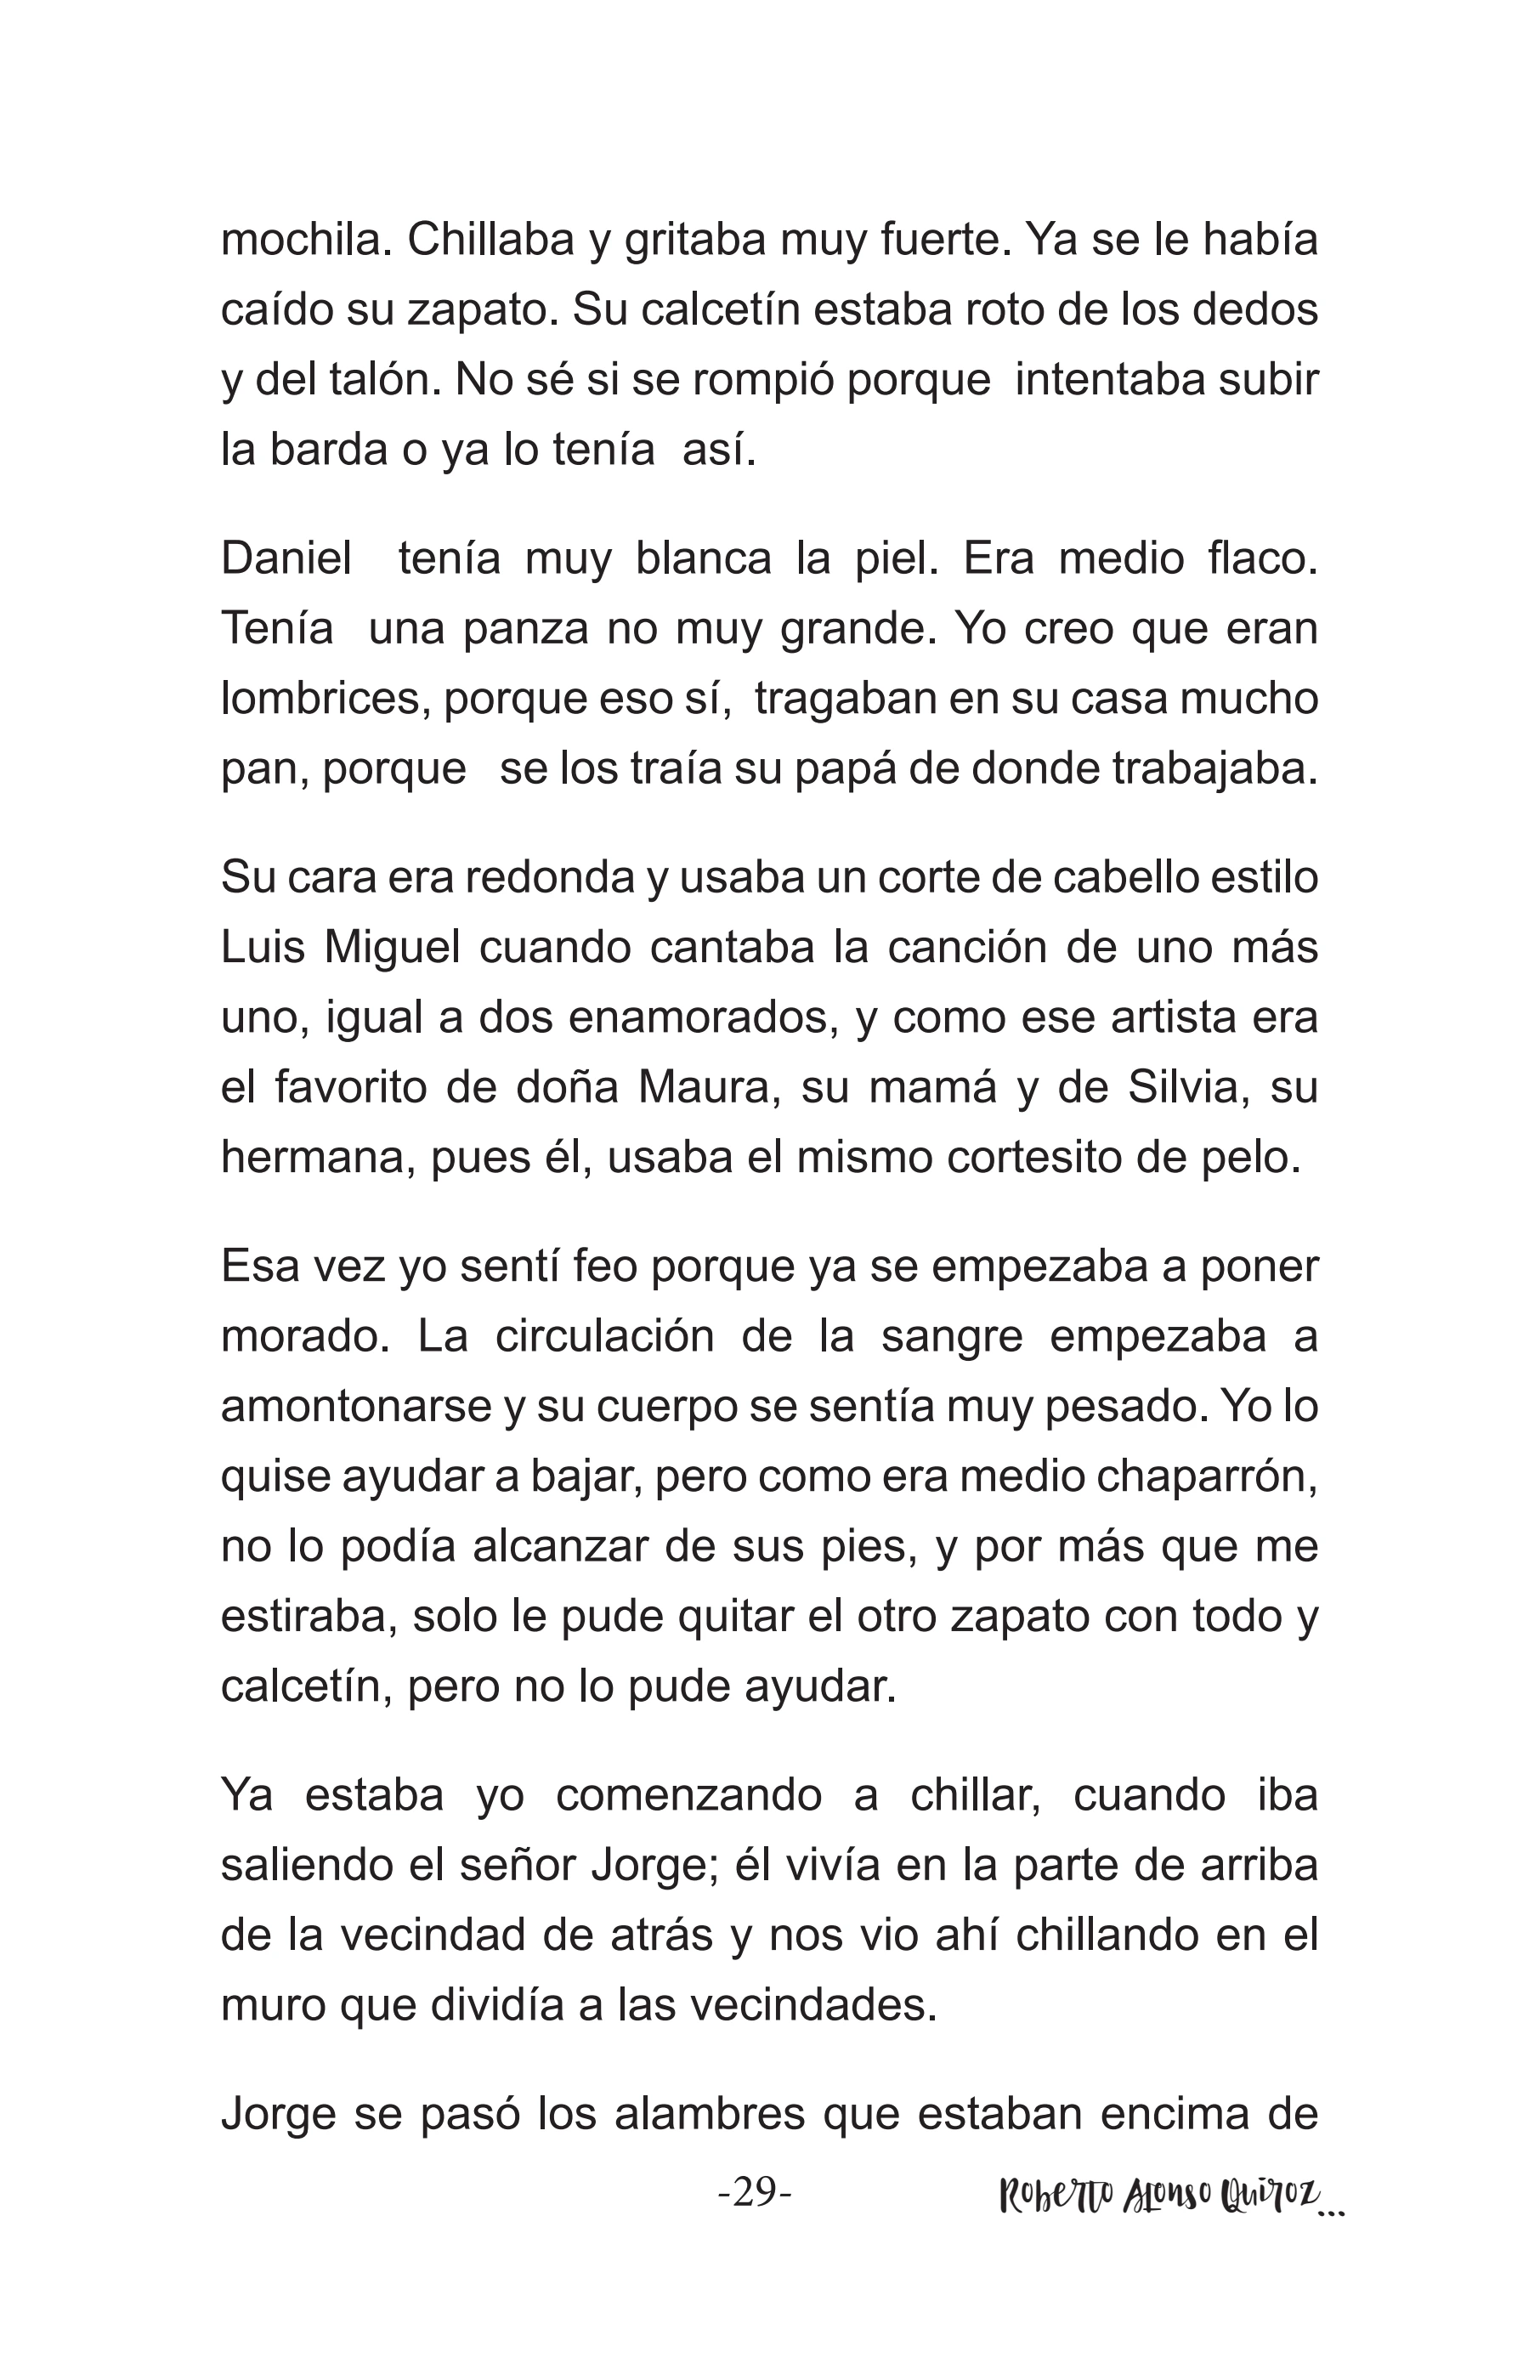 mochila. Chillaba y gritaba muy fuerte. Ya se le había
caído su zapato. Su calcetín estaba roto de los dedos
y del talón. No sé si se rompió porque  intentaba subir
la barda o ya lo tenía  así.
Daniel  tenía muy blanca la piel. Era medio flaco.
Tenía  una panza no muy grande. Yo creo que eran
lombrices, porque eso sí,  tragaban en su casa mucho
pan, porque   se los traía su papá de donde trabajaba.
Su cara era redonda y usaba un corte de cabello estilo
Luis Miguel cuando cantaba la canción de uno más
uno, igual a dos enamorados, y como ese artista era
el favorito de doña Maura, su mamá y de Silvia, su
hermana, pues él, usaba el mismo cortesito de pelo.
Esa vez yo sentí feo porque ya se empezaba a poner
morado. La circulación de la sangre empezaba a
amontonarse y su cuerpo se sentía muy pesado. Yo lo
quise ayudar a bajar, pero como era medio chaparrón,
no lo podía alcanzar de sus pies, y por más que me
estiraba, solo le pude quitar el otro zapato con todo y
calcetín, pero no lo pude ayudar.
Ya estaba yo comenzando a chillar, cuando iba
saliendo el señor Jorge; él vivía en la parte de arriba
de la vecindad de atrás y nos vio ahí chillando en el
muro que dividía a las vecindades.
Jorge se pasó los alambres que estaban encima de
-29- Roberto Alonso Quiroz...